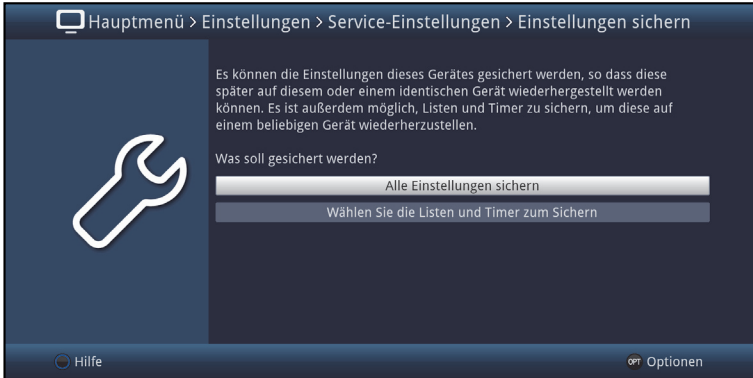 Hauptmenü > Einstellungen > Service-Einstellungen > Einstellungen sichern
Es können die Einstellungen dieses Gerätes gesichert werden, so dass diese
später auf diesem oder einem identischen Gerät wiederhergestellt werden
können. Es ist außerdem möglich, Listen und Timer zu sichern, um diese auf
einem beliebigen Gerät wiederherzustellen.
Was soll gesichert werden?
Alle Einstellungen sichern
Wählen Sie die Listen und Timer zum Sichern
Hilfe
OPT Optionen